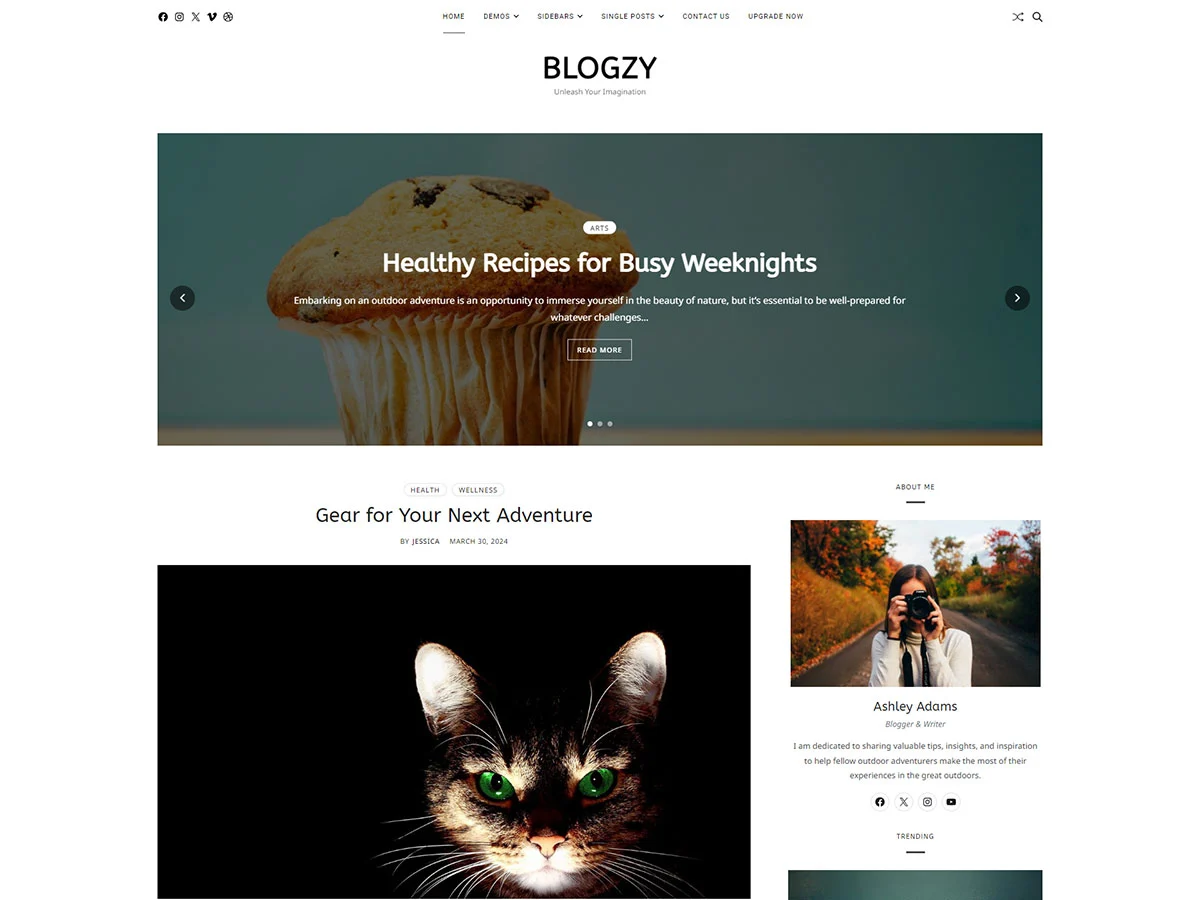 HOME DEMOS SIDEBARS SINGLE POSTS CONTACT US UPGRADE NOW
BLOGZY
Unleash Your Imagination
ARTS
Healthy Recipes for Busy Weeknights
Embarking on an outdoor adventure is an opportunity to immerse yourself in the beauty of nature, but it's essential to be well-prepared for
whatever challenges...
READ MORE
HEALTH WELLNESS
Gear for Your Next Adventure
BY JESSICA MARCH 30, 2024
ABOUT ME
Ashley Adams
Blogger & Writer
I am dedicated to sharing valuable tips, insights, and inspiration
to help fellow outdoor adventurers make the most of their
experiences in the great outdoors.
TRENDING